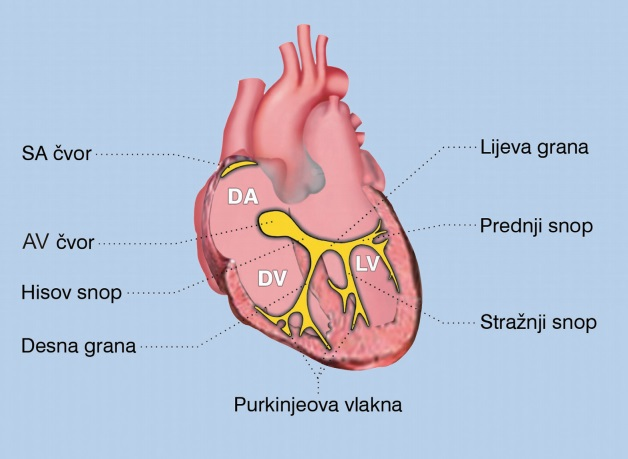 SA čvor
AV čvor
Hisov snop
Desna grana
DA
DV
LV
Lijeva grana
Prednji snop
Stražnji snop
Purkinjeova vlakna